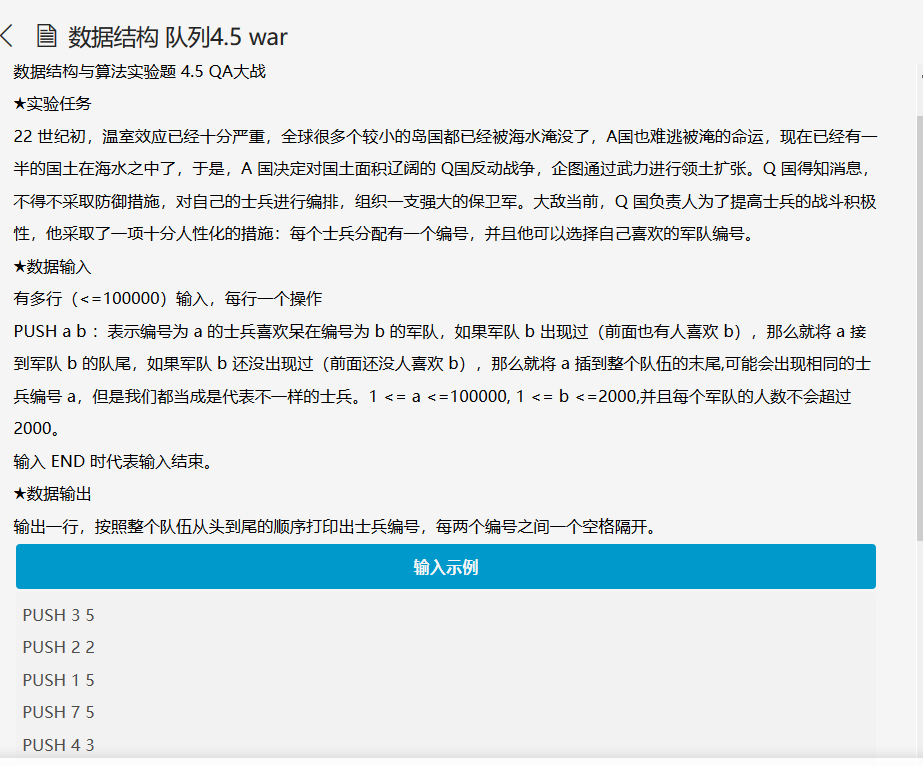 数据结构 队列4.5 war
数据结构与算法实验题 4.5 QA大战
★实验任务
22 世纪初，温室效应已经十分严重，全球很多个较小的岛国都已经被海水淹没了，A国也难逃被淹的命运，现在已经有一
半的国土在海水之中了，于是，A 国决定对国土面积辽阔的 Q国反动战争，企图通过武力进行领土扩张。Q 国得知消息，
不得不采取防御措施，对自己的士兵进行编排，组织一支强大的保卫军。大敌当前，Q 国负责人为了提高士兵的战斗积极
性，他采取了一项十分人性化的措施：每个士兵分配有一个编号，并且他可以选择自己喜欢的军队编号。
★数据输入
有多行（<=100000）输入，每行一个操作
PUSH a b ：表示编号为 a 的士兵喜欢呆在编号为 b 的军队，如果军队 b 出现过（前面也有人喜欢 b），那么就将 a 接
到军队 b 的队尾，如果军队 b 还没出现过（前面还没人喜欢 b），那么就将 a 插到整个队伍的末尾,可能会出现相同的士
兵编号 a，但是我们都当成是代表不一样的士兵。1 <= a <=100000, 1 <= b <=2000,并且每个军队的人数不会超过
2000。
输入 END 时代表输入结束。
★数据输出
输出一行，按照整个队伍从头到尾的顺序打印出士兵编号，每两个编号之间一个空格隔开。
输入示例
PUSH 3 5
PUSH 2 2
PUSH 1 5
PUSH 7 5
PUSH 4 3